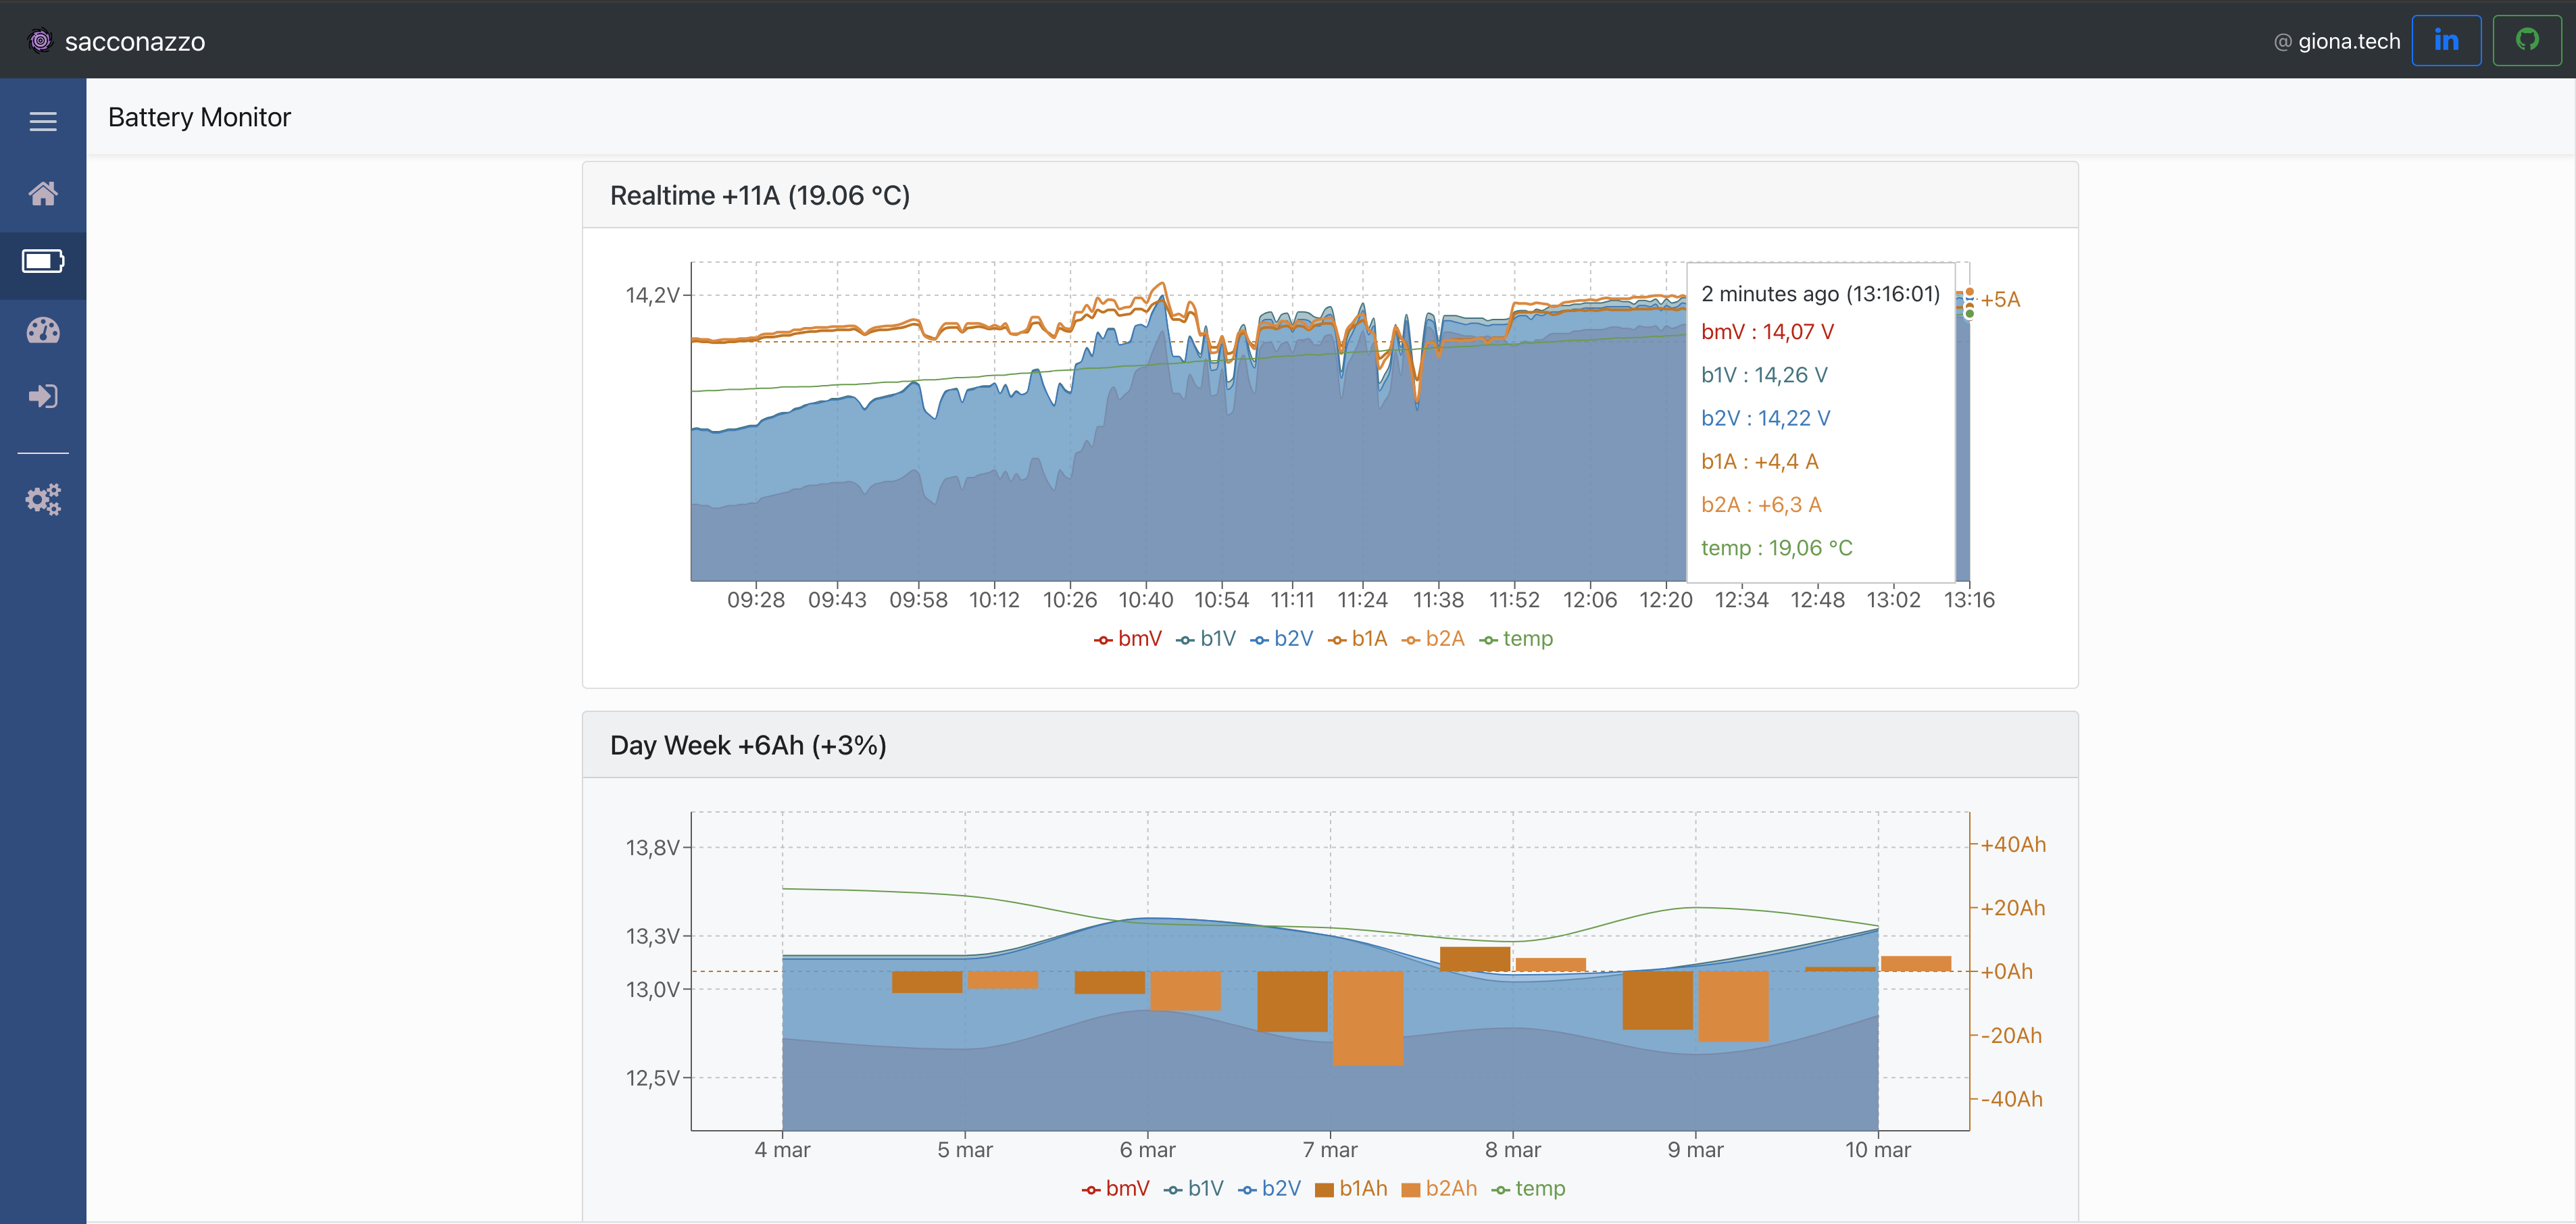 sacconazzo
@ giona.tech
Battery Monitor
Realtime +11A (19.06 °C)
14,2V
+5A
2 minutes ago (13:16:01)
bmV : 14,07 V
b1V : 14,26 V
b2V : 14,22 V
b1A : +4,4 A
b2A : +6,3 A
temp : 19,06 °C
09:28 09:43 09:58 10:12 10:26 10:40 10:54 11:11 11:24 11:38 11:52 12:06 12:20 12:34 12:48 13:02 13:16
bmV b1V b2V b1A b2A temp
Day Week +6Ah (+3%)
13,8V
13,3V
13,0V
12,5V
+40Ah
+20Ah
+0Ah
-20Ah
-40Ah
4 mar 5 mar 6 mar 7 mar 8 mar 9 mar 10 mar
bmV b1V b2V b1Ah b2Ah temp